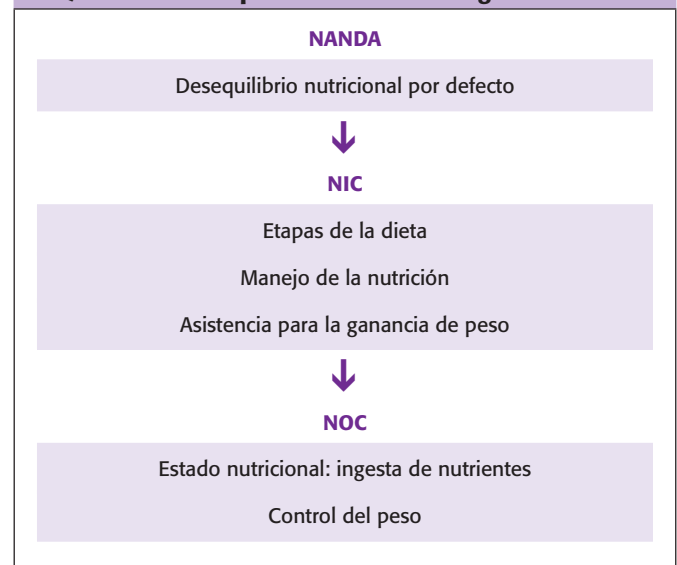 NANDA
Desequilibrio nutricional por defecto
NIC
Etapas de la dieta
Manejo de la nutrición
Asistencia para la ganancia de peso
NOC
Estado nutricional: ingesta de nutrientes
Control del peso